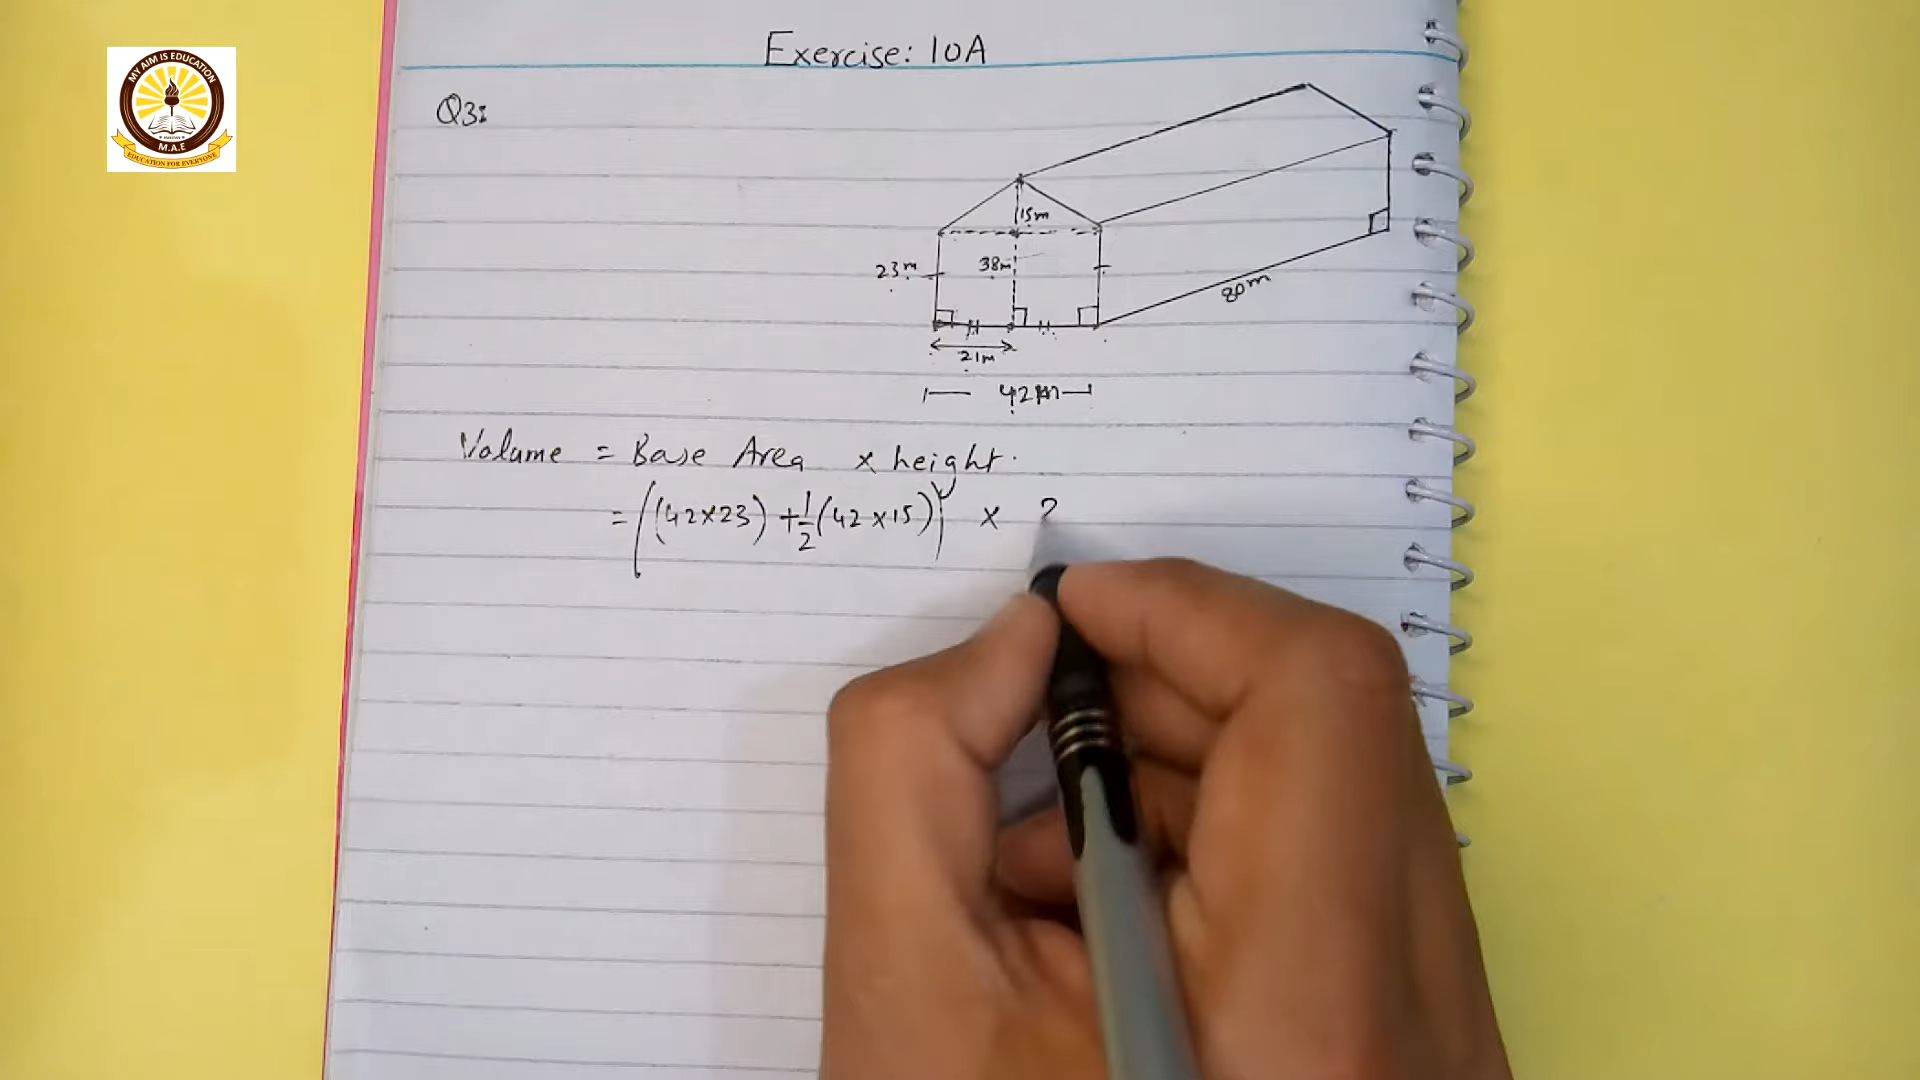 Exercise: 10A
MY AIM IS EDUCATION
M.A.E
EDUCATION FOR EVERYONE
Q3:
15m
23m
38m
80m
21m
42m
Volume = Base Area x height.
= ((42x23) + 1/2 (42x15)) x